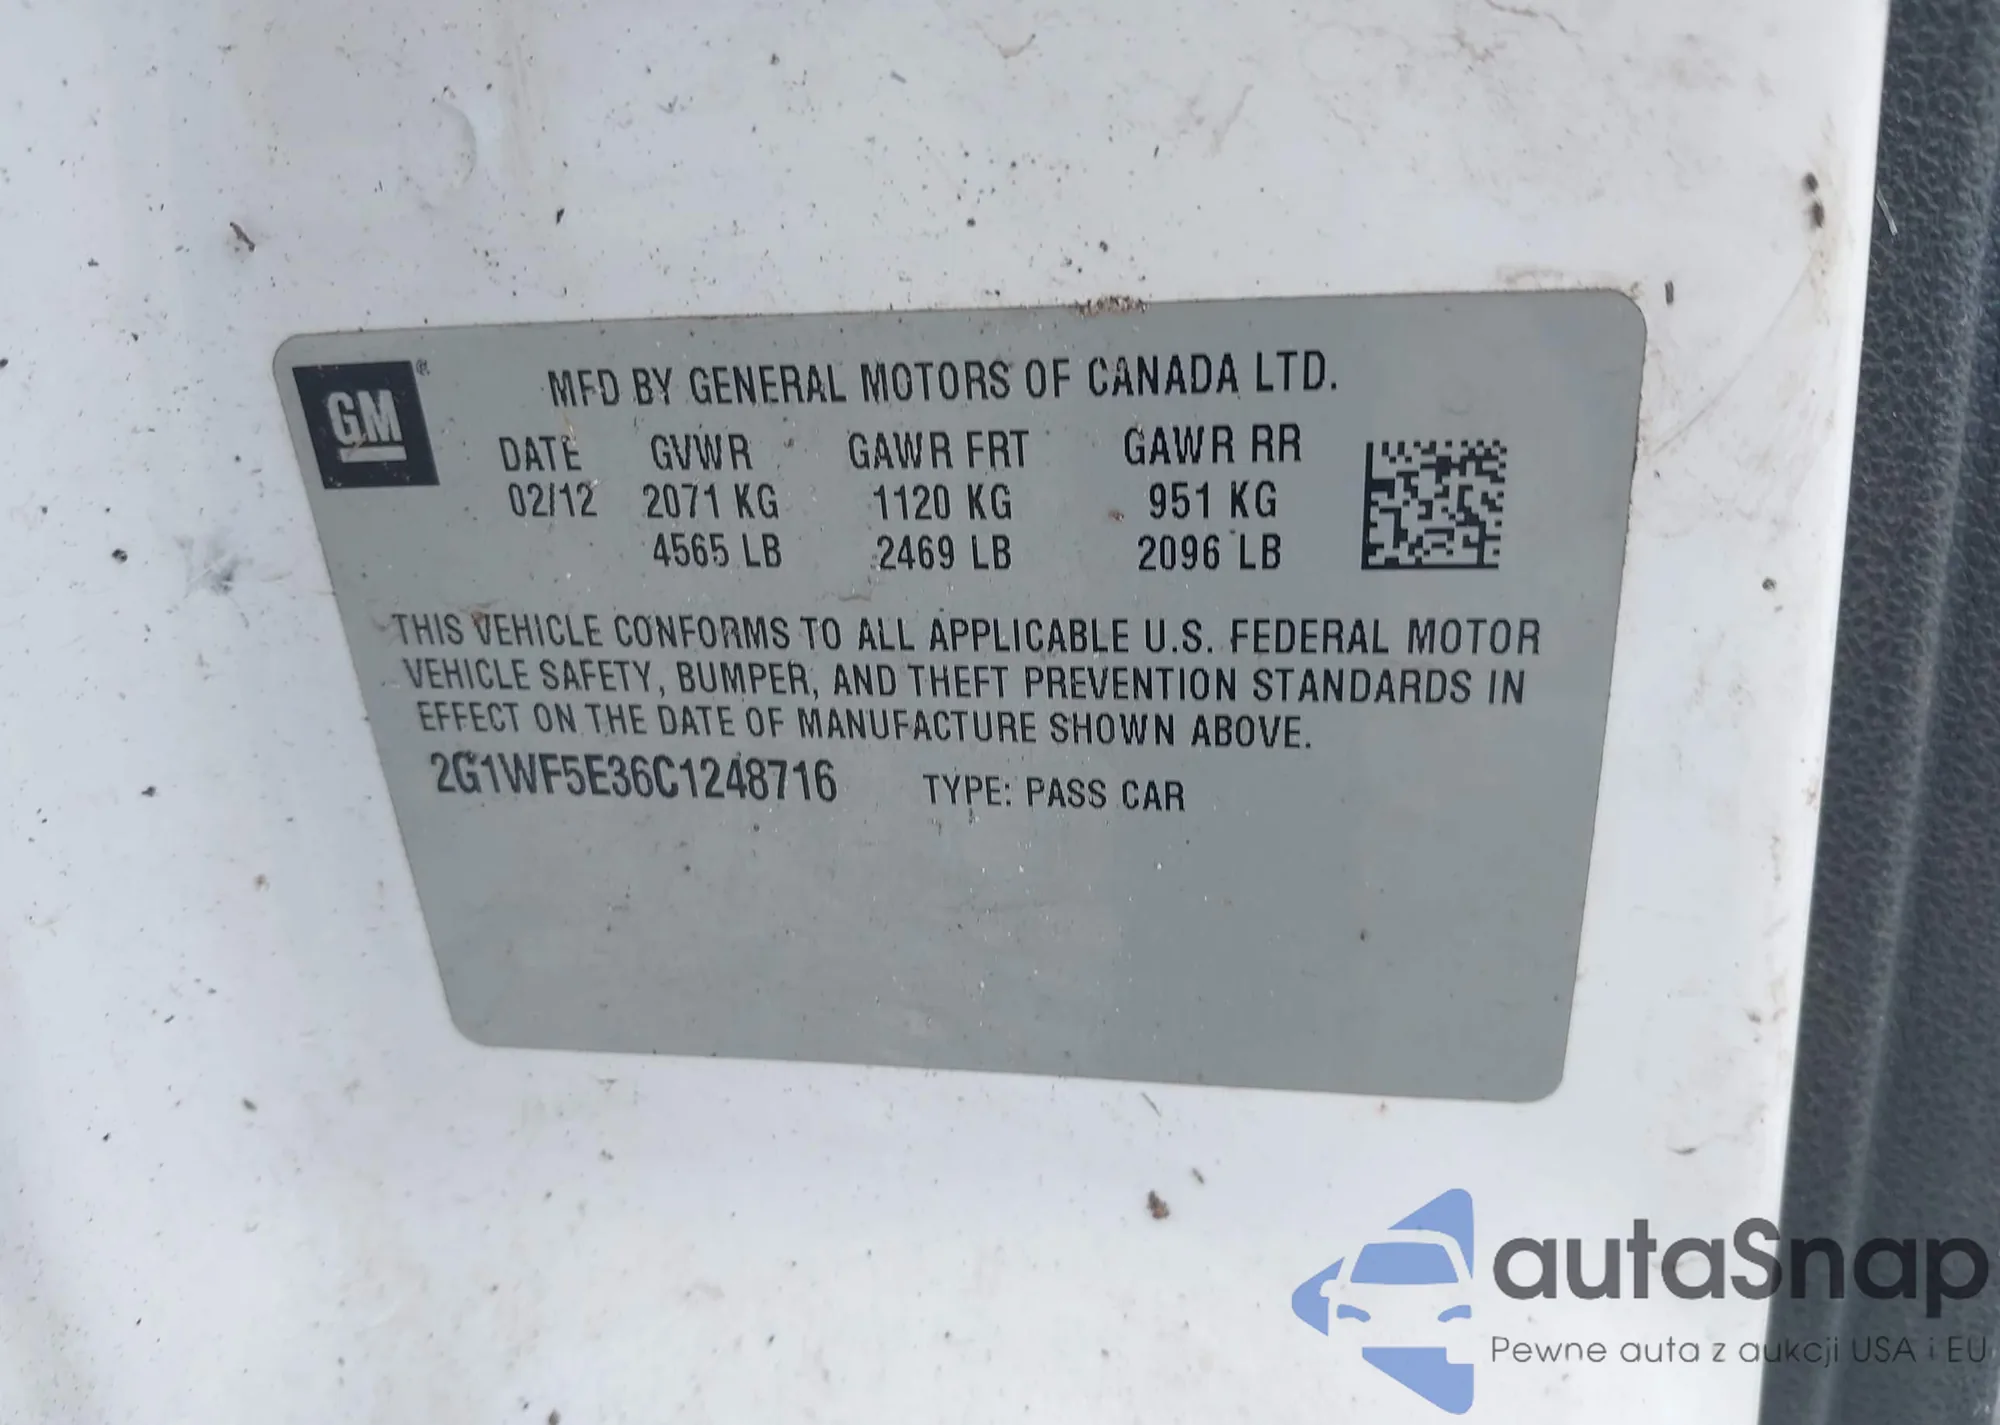 GM ®
MFD BY GENERAL MOTORS OF CANADA LTD.
DATE GVWR GAWR FRT GAWR RR
02/12 2071 KG 1120 KG 951 KG
4565 LB 2469 LB 2096 LB
THIS VEHICLE CONFORMS TO ALL APPLICABLE U.S. FEDERAL MOTOR
VEHICLE SAFETY, BUMPER, AND THEFT PREVENTION STANDARDS IN
EFFECT ON THE DATE OF MANUFACTURE SHOWN ABOVE.
2G1WF5E36C1248716 TYPE: PASS CAR
autaSnap
Pewne auta z aukcji USA i EU